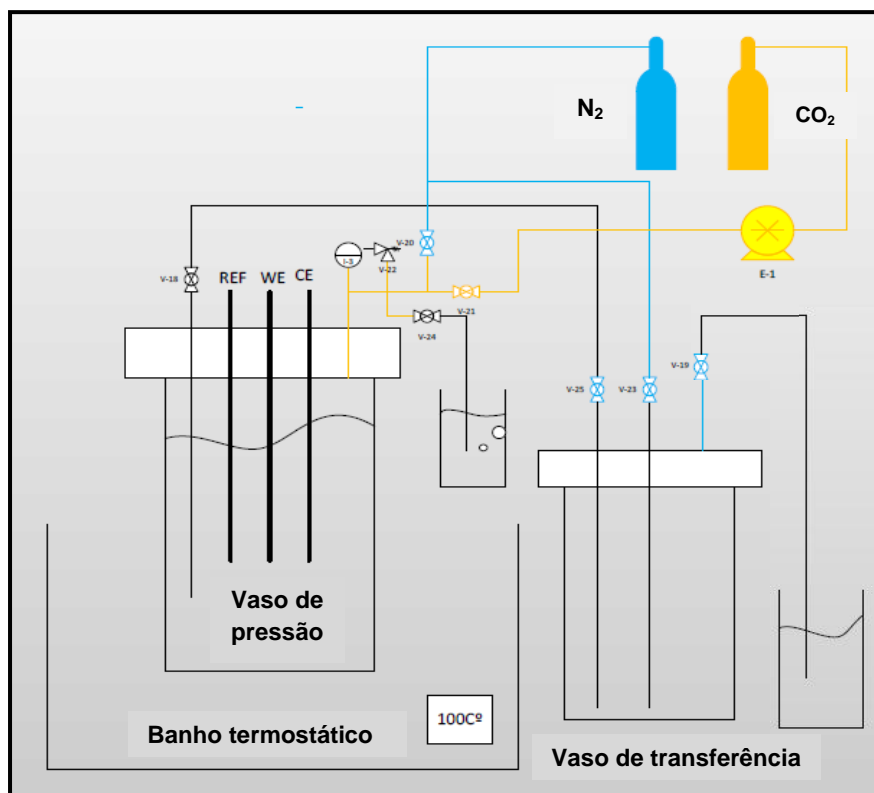 N₂
CO₂
V-20
I-3
V-22
E-1
V-18
REF
WE
CE
V-21
V-24
V-19
V-25
V-23
Vaso de
pressão
100Cº
Banho termostático
Vaso de transferência